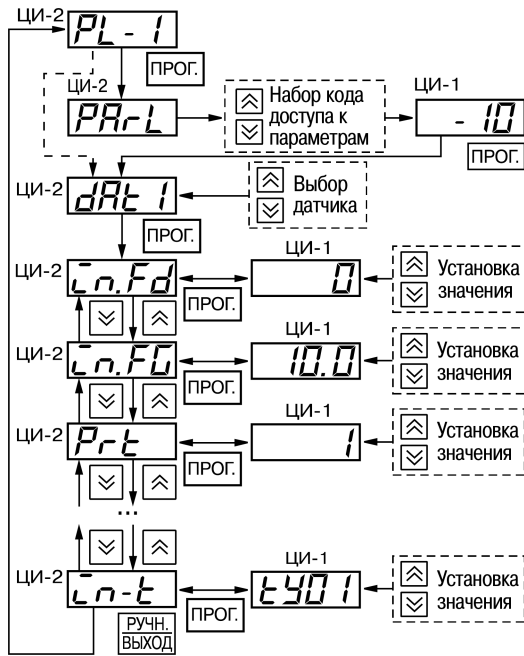 ЦИ-2 PL-1
ПРОГ.
ЦИ-2
PArL
Набор кода
доступа к
параметрам
ЦИ-1
-10
ПРОГ.
ЦИ-2 dAt1
Выбор
датчика
ПРОГ.
ЦИ-2 in.Fd
ПРОГ.
ЦИ-1
0
Установка
значения
ЦИ-2 in.FG
ПРОГ.
ЦИ-1
10.0
Установка
значения
ЦИ-2 Prt
ПРОГ.
ЦИ-1
1
Установка
значения
...
ЦИ-2 in-t
РУЧН.
ВЫХОД
ПРОГ.
ЦИ-1
tY01
Установка
значения